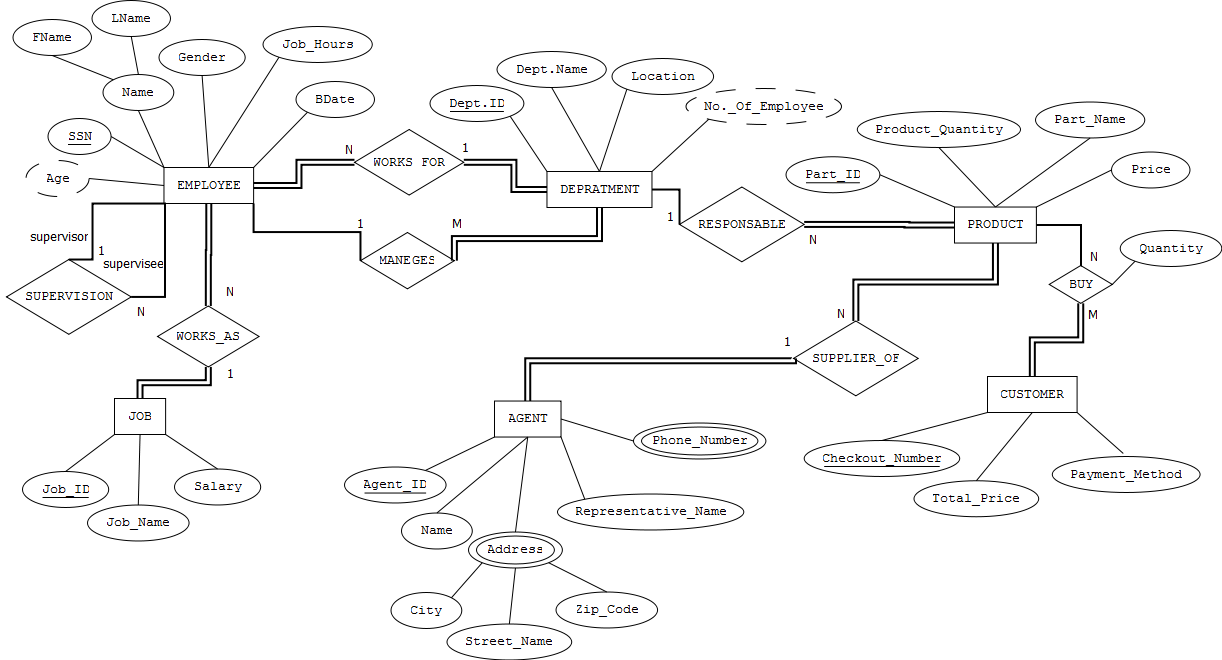 LName
FName
Gender
Job_Hours
Name
BDate
SSN
Age
EMPLOYEE
supervisor
1
supervisee
SUPERVISION
N
N
WORKS_AS
1
JOB
Job_ID
Job_Name
Salary
N
WORKS FOR
1
1
MANEGES
M
Dept.ID
Dept.Name
Location
No._Of_Employee
DEPRATMENT
1
RESPONSABLE
N
Product_Quantity
Part_Name
Part_ID
Price
PRODUCT
N
BUY
Quantity
M
N
1
SUPPLIER_OF
CUSTOMER
Checkout_Number
Total_Price
Payment_Method
AGENT
Phone_Number
Agent_ID
Name
Representative_Name
Address
City
Street_Name
Zip_Code